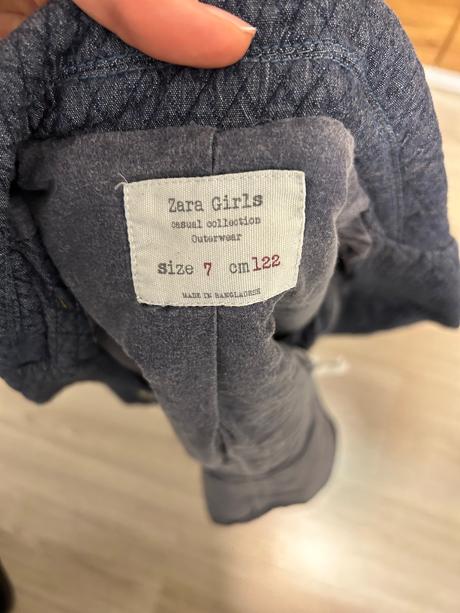 Zara Girls
casual collection
Outerwear
size 7 cm 122
MADE IN BANGLADESH